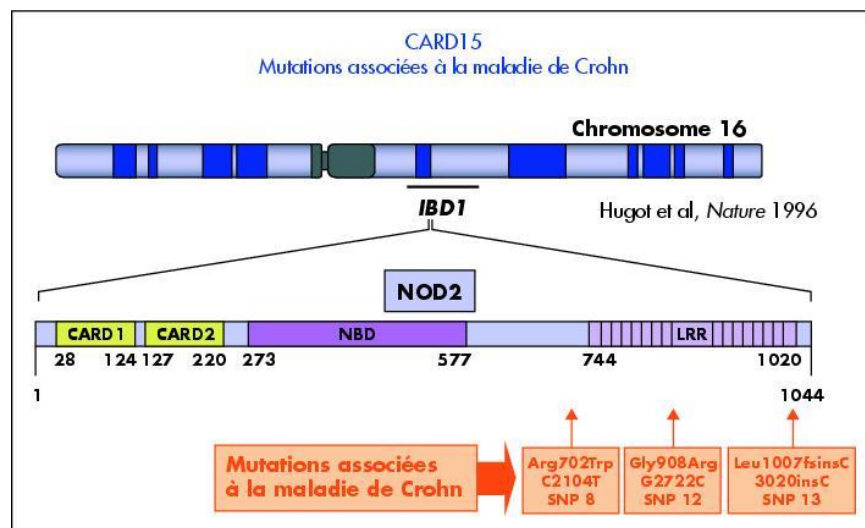 CARD15
Mutations associées à la maladie de Crohn
Chromosome 16
IBD1
Hugot et al, Nature 1996
NOD2
CARD1 CARD2 NBD LRR
28 124 127 220 273 577 744 1020
1 1044
Mutations associées
à la maladie de Crohn
Arg702Trp
C2104T
SNP 8
Gly908Arg
G2722C
SNP 12
Leu1007fsinsC
3020insC
SNP 13